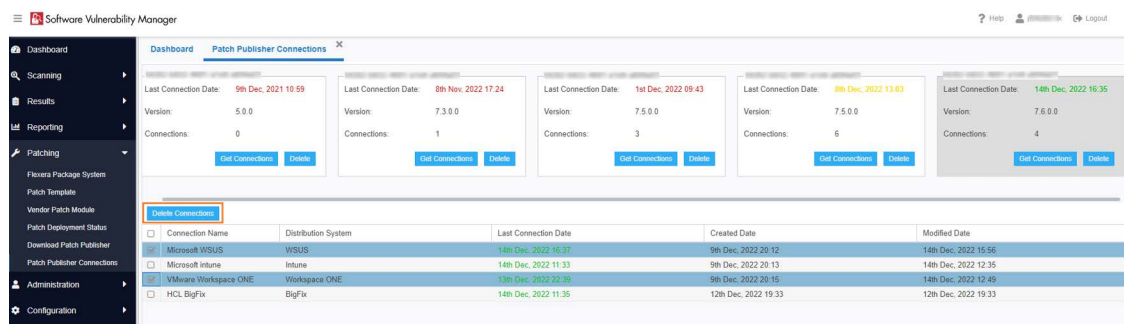 Software Vulnerability Manager
? Help
Logout
Dashboard
Scanning
Results
Reporting
Patching
Flexera Package System
Patch Template
Vendor Patch Module
Patch Deployment Status
Download Patch Publisher
Patch Publisher Connections
Administration
Configuration
Dashboard Patch Publisher Connections X
Last Connection Date: 9th Dec, 2021 10:59
Version: 5.0.0
Connections: 0
Get Connections Delete
Last Connection Date: 8th Nov, 2022 17:24
Version: 7.3.0.0
Connections: 1
Get Connections Delete
Last Connection Date: 1st Dec, 2022 09:43
Version: 7.5.0.0
Connections: 3
Get Connections Delete
Last Connection Date: 8th Dec, 2022 13:03
Version: 7.5.0.0
Connections: 6
Get Connections Delete
Last Connection Date: 14th Dec, 2022 16:35
Version: 7.6.0.0
Connections: 4
Get Connections Delete
Delete Connections
Connection Name Distribution System Last Connection Date Created Date Modified Date
Microsoft WSUS WSUS 14th Dec, 2022 16:37 9th Dec, 2022 20:12 14th Dec, 2022 15:56
Microsoft intune Intune 14th Dec, 2022 11:33 9th Dec, 2022 20:13 14th Dec, 2022 12:35
VMware Workspace ONE Workspace ONE 13th Dec, 2022 22:39 9th Dec, 2022 20:15 14th Dec, 2022 12:49
HCL BigFix BigFix 14th Dec, 2022 11:35 12th Dec, 2022 19:33 12th Dec, 2022 19:33